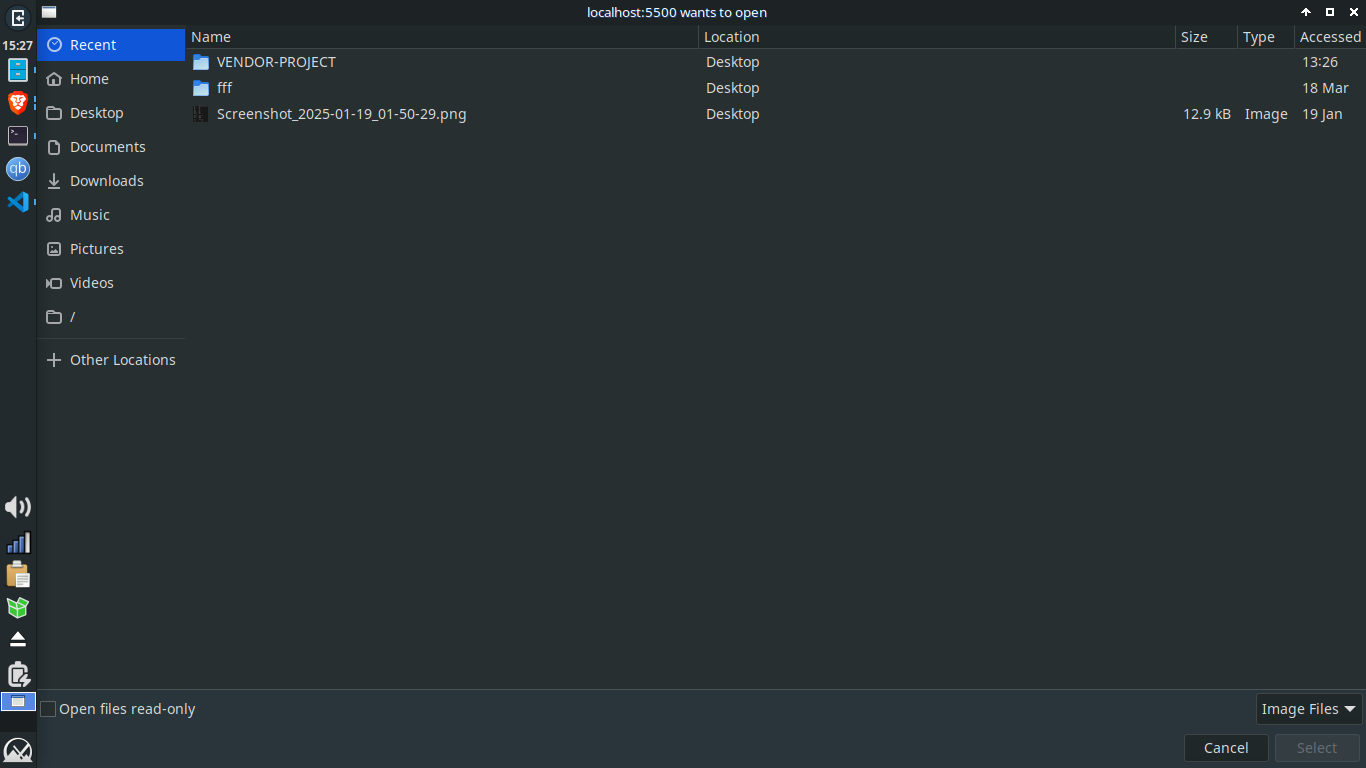 localhost:5500 wants to open
15:27
qb
Recent
Home
Desktop
Documents
Downloads
Music
Pictures
Videos
/
Other Locations
Name Location Size Type Accessed
VENDOR-PROJECT Desktop 13:26
fff Desktop 18 Mar
Screenshot_2025-01-19_01-50-29.png Desktop 12.9 kB Image 19 Jan
Open files read-only
Image Files
Cancel Select